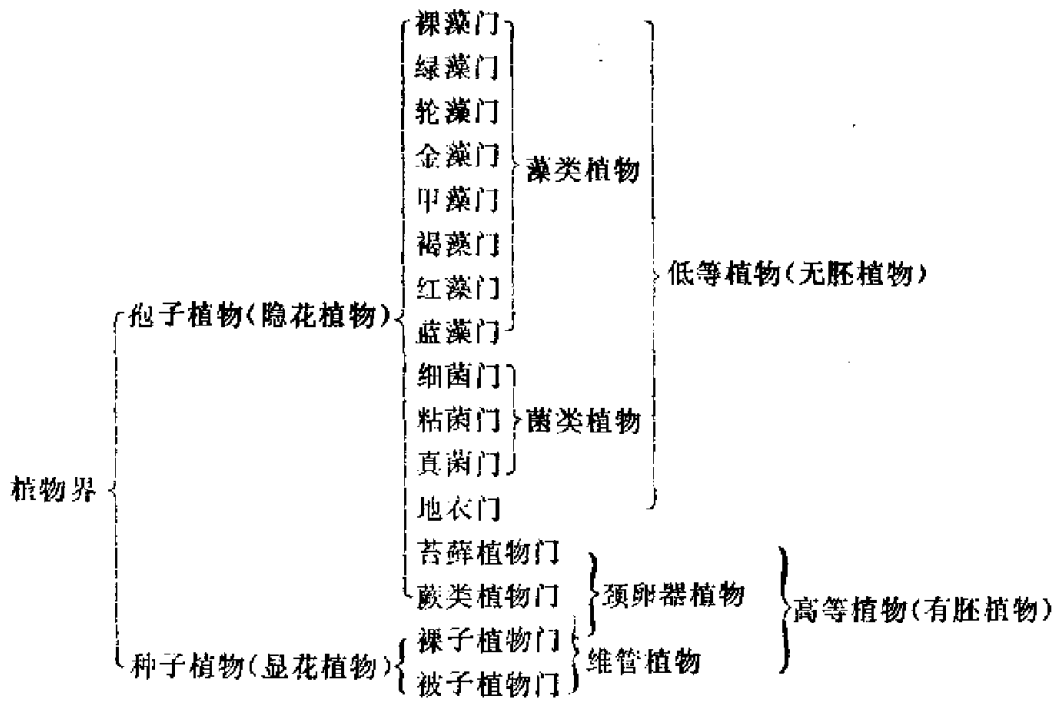 裸藻门
绿藻门
轮藻门
金藻门
甲藻门
藻类植物
褐藻门
低等植物(无胚植物)
红藻门
孢子植物(隐花植物)
蓝藻门
细菌门
粘菌门
菌类植物
真菌门
植物界
地衣门
苔藓植物门
蕨类植物门
颈卵器植物
高等植物(有胚植物)
裸子植物门
种子植物(显花植物)
维管植物
被子植物门